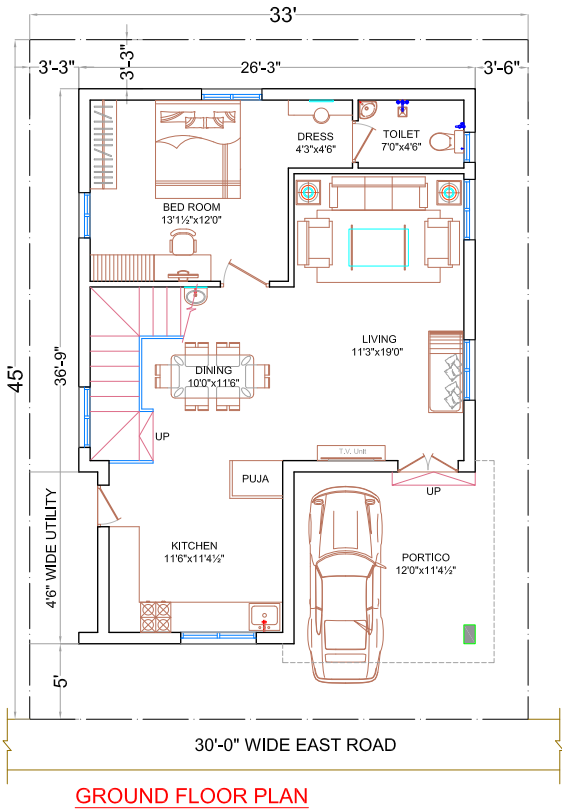 33'
3'-3"
3'-3"
26'-3"
3'-6"
DRESS
4'3"x4'6"
TOILET
7'0"x4'6"
BED ROOM
13'1½"x12'0"
45'
36'-9"
LIVING
11'3"x19'0"
DINING
10'0"x11'6"
UP
T.V. Unit
PUJA
UP
4'6" WIDE UTILITY
KITCHEN
11'6"x11'4½"
PORTICO
12'0"x11'4½"
5'
30'-0" WIDE EAST ROAD
GROUND FLOOR PLAN